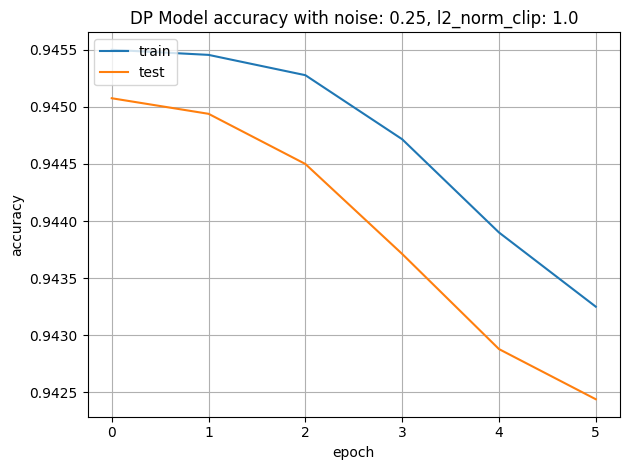 DP Model accuracy with noise: 0.25, l2_norm_clip: 1.0
train
test
0.9455
0.9450
0.9445
0.9440
0.9435
0.9430
0.9425
accuracy
0 1 2 3 4 5
epoch